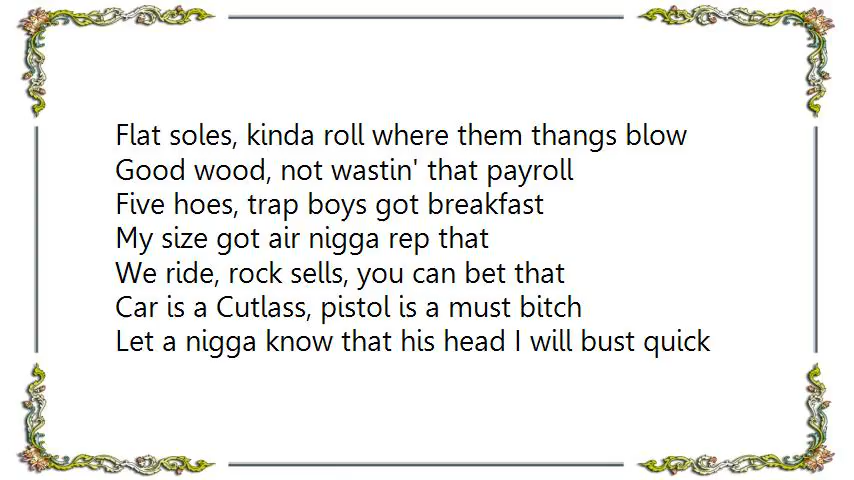 Flat soles, kinda roll where them thangs blow
Good wood, not wastin' that payroll
Five hoes, trap boys got breakfast
My size got air nigga rep that
We ride, rock sells, you can bet that
Car is a Cutlass, pistol is a must bitch
Let a nigga know that his head I will bust quick